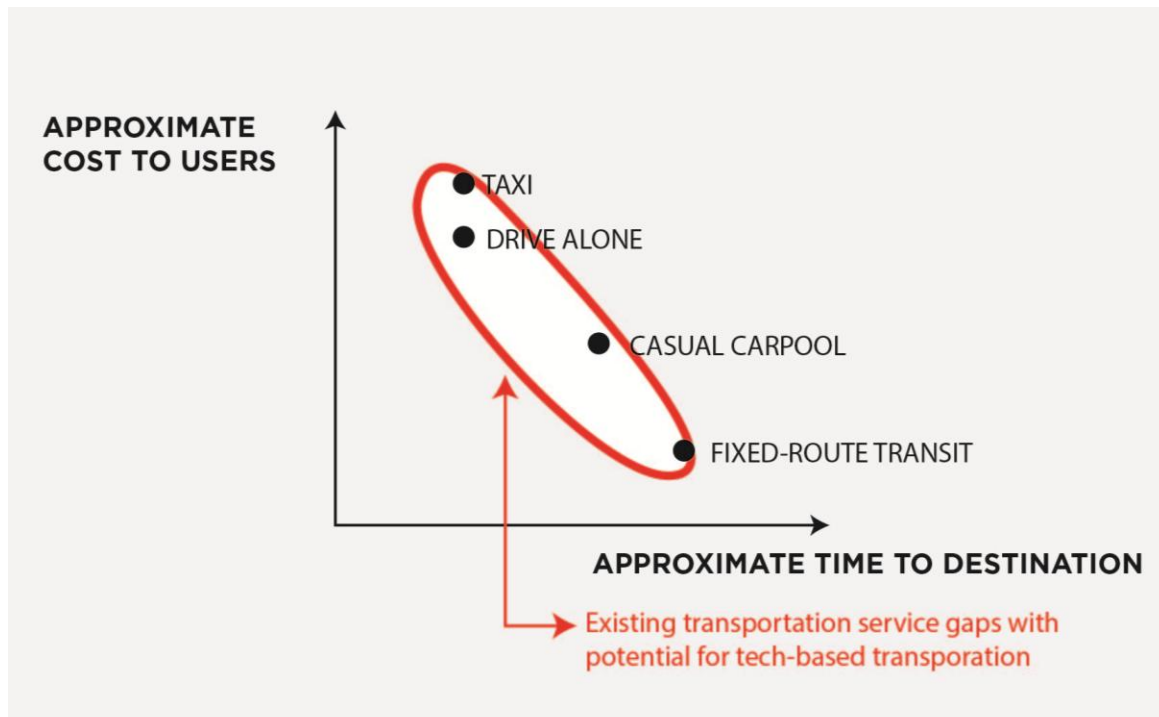 APPROXIMATE
COST TO USERS
TAXI
DRIVE ALONE
CASUAL CARPOOL
FIXED-ROUTE TRANSIT
APPROXIMATE TIME TO DESTINATION
Existing transportation service gaps with
potential for tech-based transporation